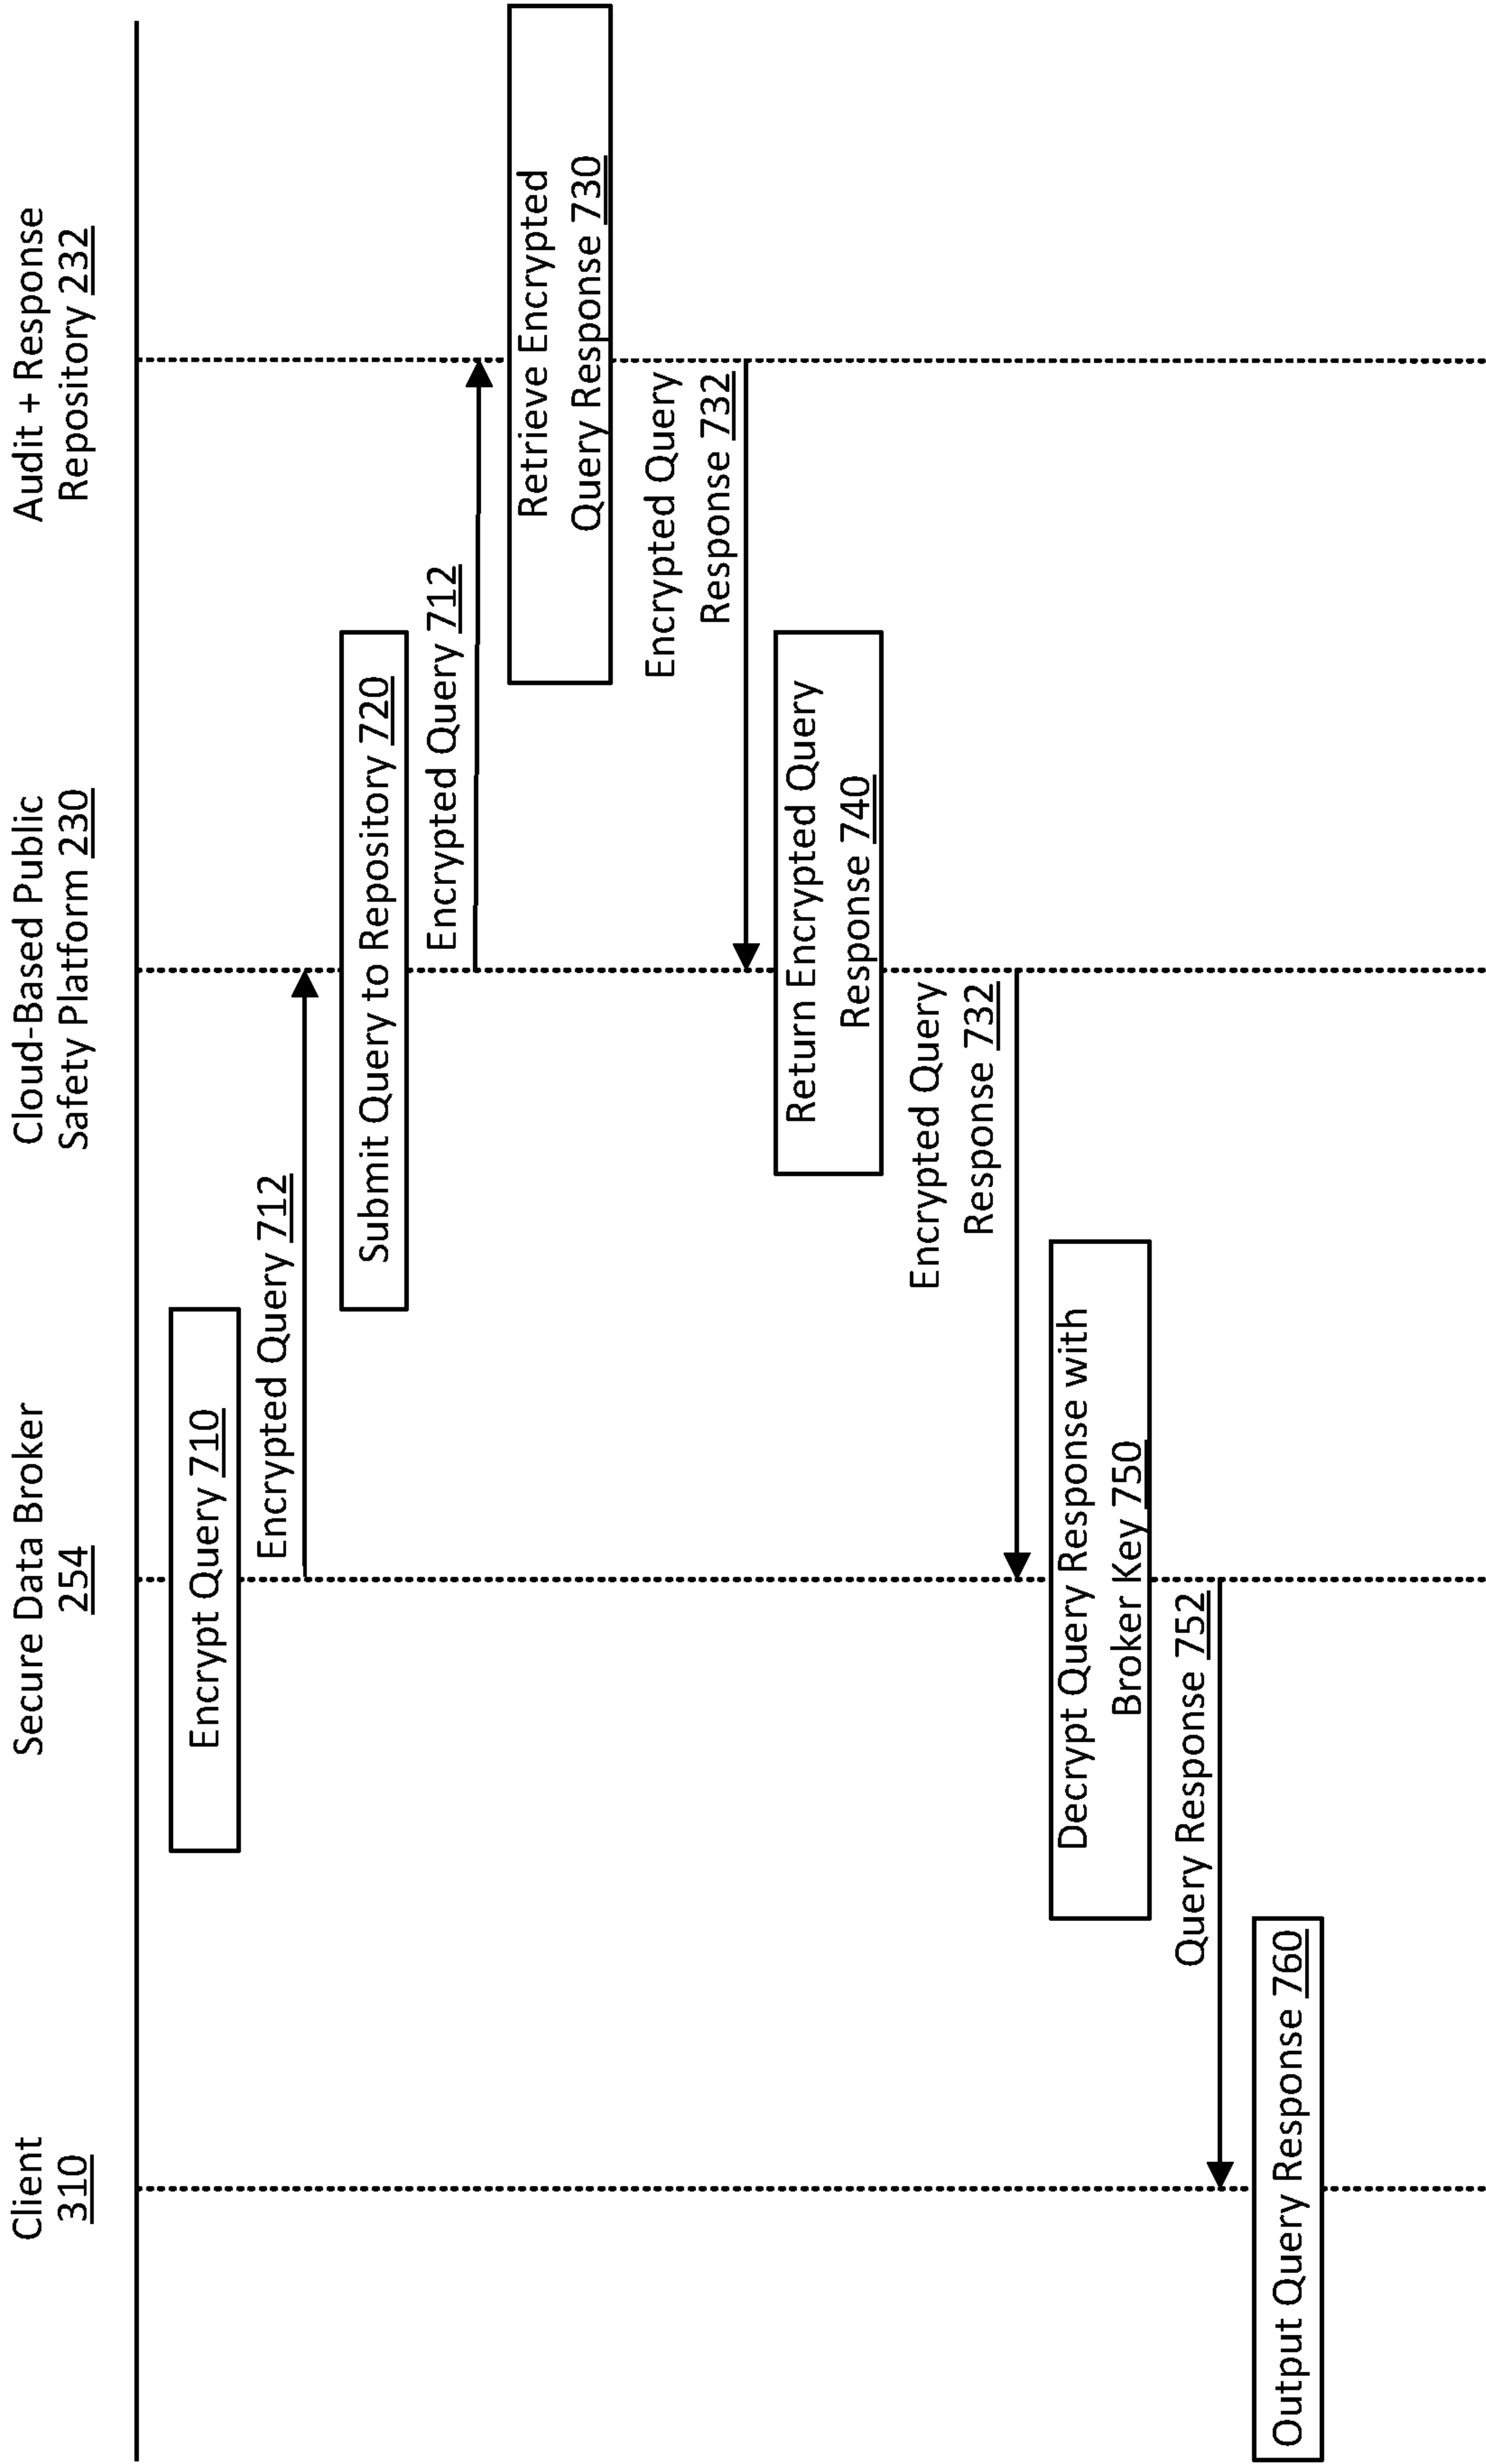 Client
310
Secure Data Broker
254
Cloud-Based Public
Safety Platform 230
Audit + Response
Repository 232
Encrypt Query 710
Encrypted Query 712
Submit Query to Repository 720
Encrypted Query 712
Retrieve Encrypted
Query Response 730
Encrypted Query
Response 732
Return Encrypted Query
Response 740
Encrypted Query
Response 732
Decrypt Query Response with
Broker Key 750
Query Response 752
Output Query Response 760